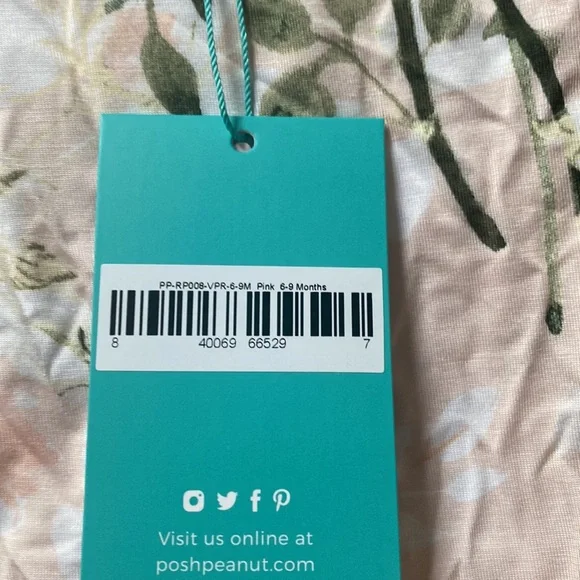 PP-RP008-VPR-6-9M Pink 6-9 Months
8 40069 66529 7
Visit us online at
poshpeanut.com